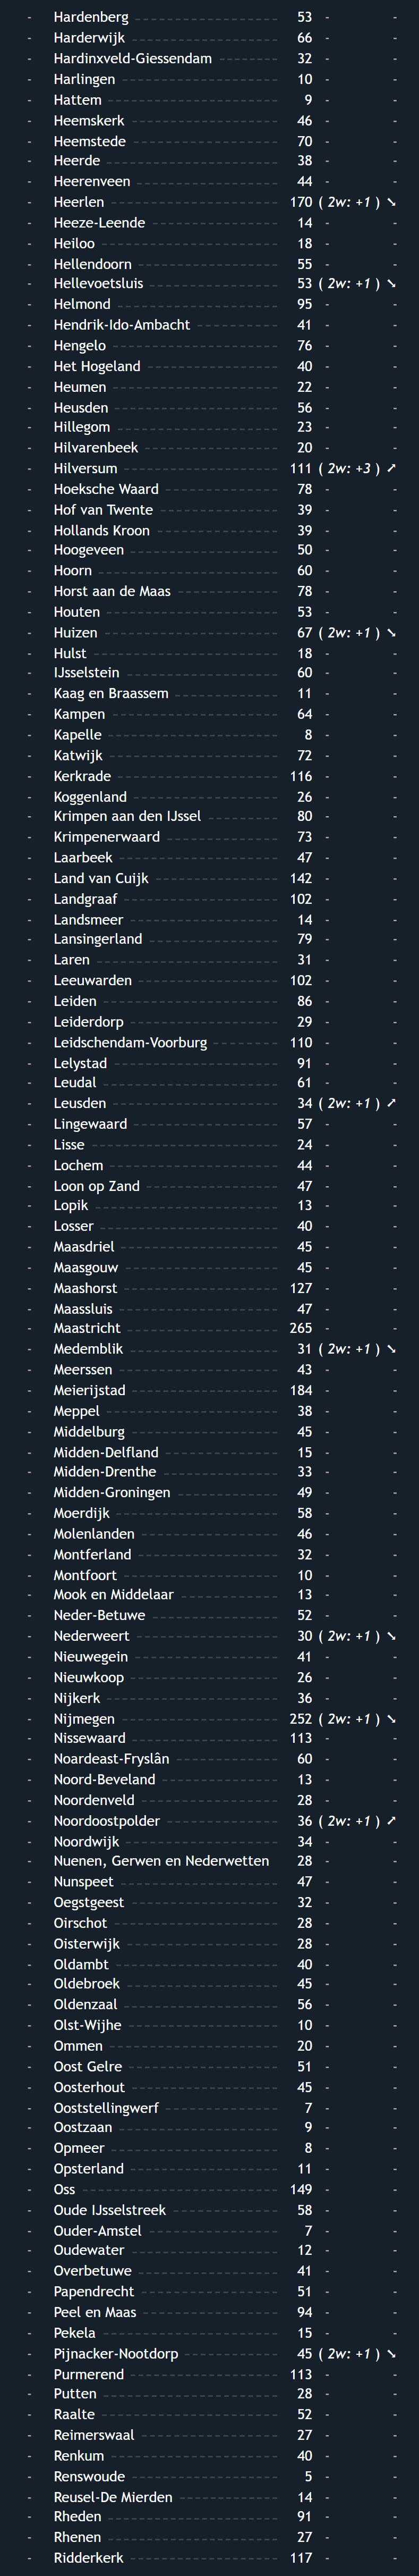 - Hardenberg 53 - -
- Harderwijk 66 - -
- Hardinxveld-Giessendam 32 - -
- Harlingen 10 - -
- Hattem 9 - -
- Heemskerk 46 - -
- Heemstede 70 - -
- Heerde 38 - -
- Heerenveen 44 - -
- Heerlen 170 ( 2w: +1 ) ➘
- Heeze-Leende 14 - -
- Heiloo 18 - -
- Hellendoorn 55 - -
- Hellevoetsluis 53 ( 2w: +1 ) ➘
- Helmond 95 - -
- Hendrik-Ido-Ambacht 41 - -
- Hengelo 76 - -
- Het Hogeland 40 - -
- Heumen 22 - -
- Heusden 56 - -
- Hillegom 23 - -
- Hilvarenbeek 20 - -
- Hilversum 111 ( 2w: +3 ) ➚
- Hoeksche Waard 78 - -
- Hof van Twente 39 - -
- Hollands Kroon 39 - -
- Hoogeveen 50 - -
- Hoorn 60 - -
- Horst aan de Maas 78 - -
- Houten 53 - -
- Huizen 67 ( 2w: +1 ) ➘
- Hulst 18 - -
- IJsselstein 60 - -
- Kaag en Braassem 11 - -
- Kampen 64 - -
- Kapelle 8 - -
- Katwijk 72 - -
- Kerkrade 116 - -
- Koggenland 26 - -
- Krimpen aan den IJssel 80 - -
- Krimpenerwaard 73 - -
- Laarbeek 47 - -
- Land van Cuijk 142 - -
- Landgraaf 102 - -
- Landsmeer 14 - -
- Lansingerland 79 - -
- Laren 31 - -
- Leeuwarden 102 - -
- Leiden 86 - -
- Leiderdorp 29 - -
- Leidschendam-Voorburg 110 - -
- Lelystad 91 - -
- Leudal 61 - -
- Leusden 34 ( 2w: +1 ) ➚
- Lingewaard 57 - -
- Lisse 24 - -
- Lochem 44 - -
- Loon op Zand 47 - -
- Lopik 13 - -
- Losser 40 - -
- Maasdriel 45 - -
- Maasgouw 45 - -
- Maashorst 127 - -
- Maassluis 47 - -
- Maastricht 265 - -
- Medemblik 31 ( 2w: +1 ) ➘
- Meerssen 43 - -
- Meierijstad 184 - -
- Meppel 38 - -
- Middelburg 45 - -
- Midden-Delfland 15 - -
- Midden-Drenthe 33 - -
- Midden-Groningen 49 - -
- Moerdijk 58 - -
- Molenlanden 46 - -
- Montferland 32 - -
- Montfoort 10 - -
- Mook en Middelaar 13 - -
- Neder-Betuwe 52 - -
- Nederweert 30 ( 2w: +1 ) ➘
- Nieuwegein 41 - -
- Nieuwkoop 26 - -
- Nijkerk 36 - -
- Nijmegen 252 ( 2w: +1 ) ➘
- Nissewaard 113 - -
- Noardeast-Fryslân 60 - -
- Noord-Beveland 13 - -
- Noordenveld 28 - -
- Noordoostpolder 36 ( 2w: +1 ) ➚
- Noordwijk 34 - -
- Nuenen, Gerwen en Nederwetten 28 - -
- Nunspeet 47 - -
- Oegstgeest 32 - -
- Oirschot 28 - -
- Oisterwijk 28 - -
- Oldambt 40 - -
- Oldebroek 45 - -
- Oldenzaal 56 - -
- Olst-Wijhe 10 - -
- Ommen 20 - -
- Oost Gelre 51 - -
- Oosterhout 45 - -
- Ooststellingwerf 7 - -
- Oostzaan 9 - -
- Opmeer 8 - -
- Opsterland 11 - -
- Oss 149 - -
- Oude IJsselstreek 58 - -
- Ouder-Amstel 7 - -
- Oudewater 12 - -
- Overbetuwe 41 - -
- Papendrecht 51 - -
- Peel en Maas 94 - -
- Pekela 15 - -
- Pijnacker-Nootdorp 45 ( 2w: +1 ) ➘
- Purmerend 113 - -
- Putten 28 - -
- Raalte 52 - -
- Reimerswaal 27 - -
- Renkum 40 - -
- Renswoude 5 - -
- Reusel-De Mierden 14 - -
- Rheden 91 - -
- Rhenen 27 - -
- Ridderkerk 117 - -